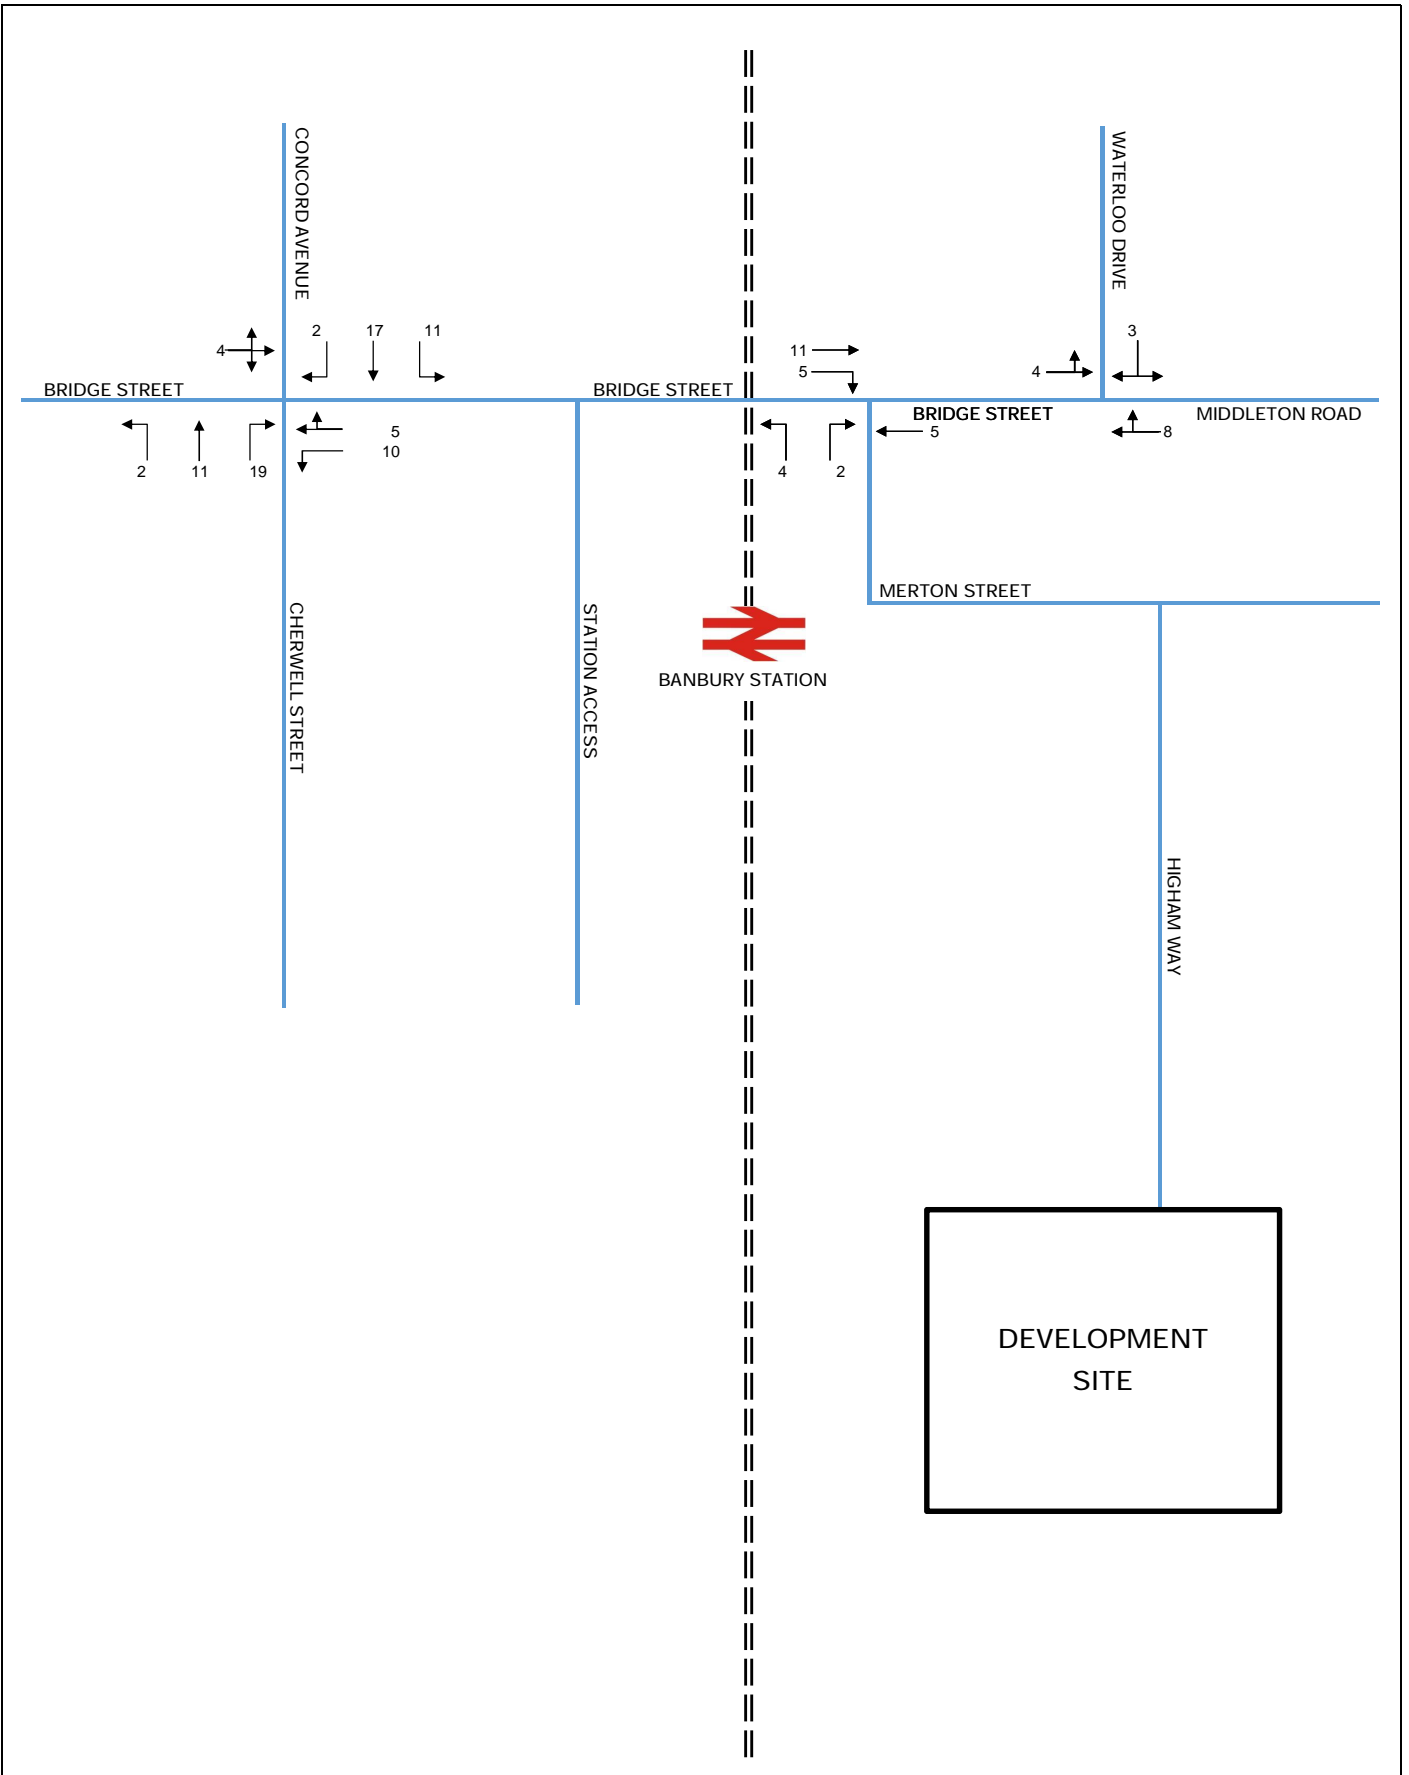 CONCORD AVENUE
WATERLOO DRIVE
2 17 11
3
4
11
5
4
BRIDGE STREET
BRIDGE STREET
BRIDGE STREET
MIDDLETON ROAD
5
5
8
10
2 11 19
4 2
MERTON STREET
CHERWELL STREET
STATION ACCESS
BANBURY STATION
HIGHAM WAY
DEVELOPMENT
SITE